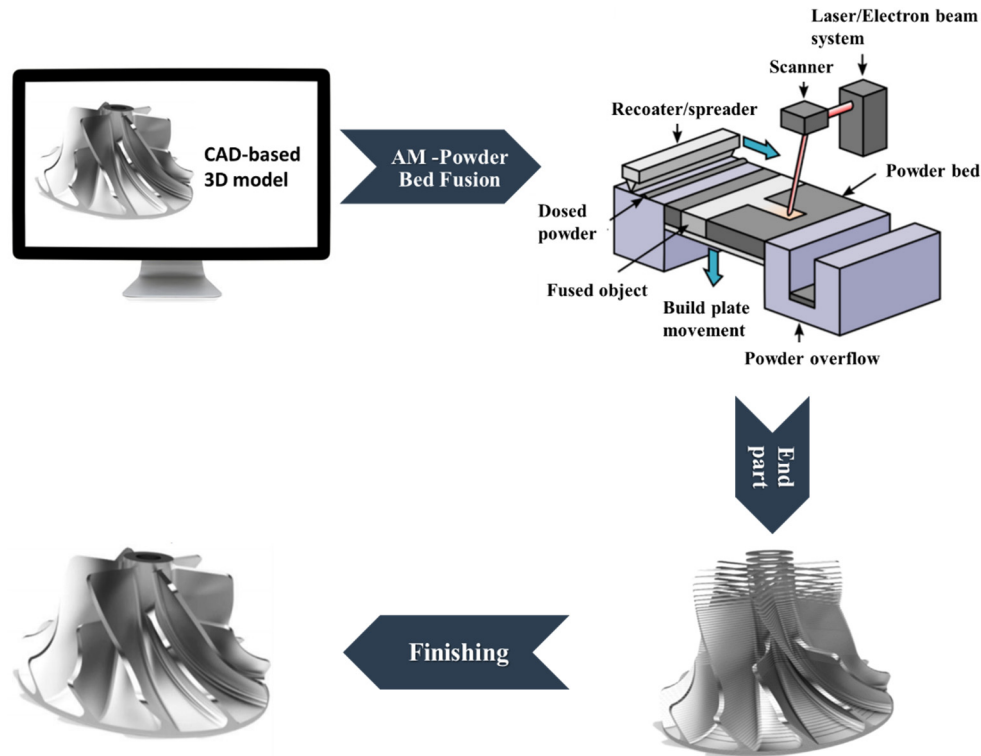 Laser/Electron beam
system
Scanner
Recoater/spreader
CAD-based
3D model
AM -Powder
Bed Fusion
Powder bed
Dosed
powder
Fused object
Build plate
movement
Powder overflow
End
part
Finishing